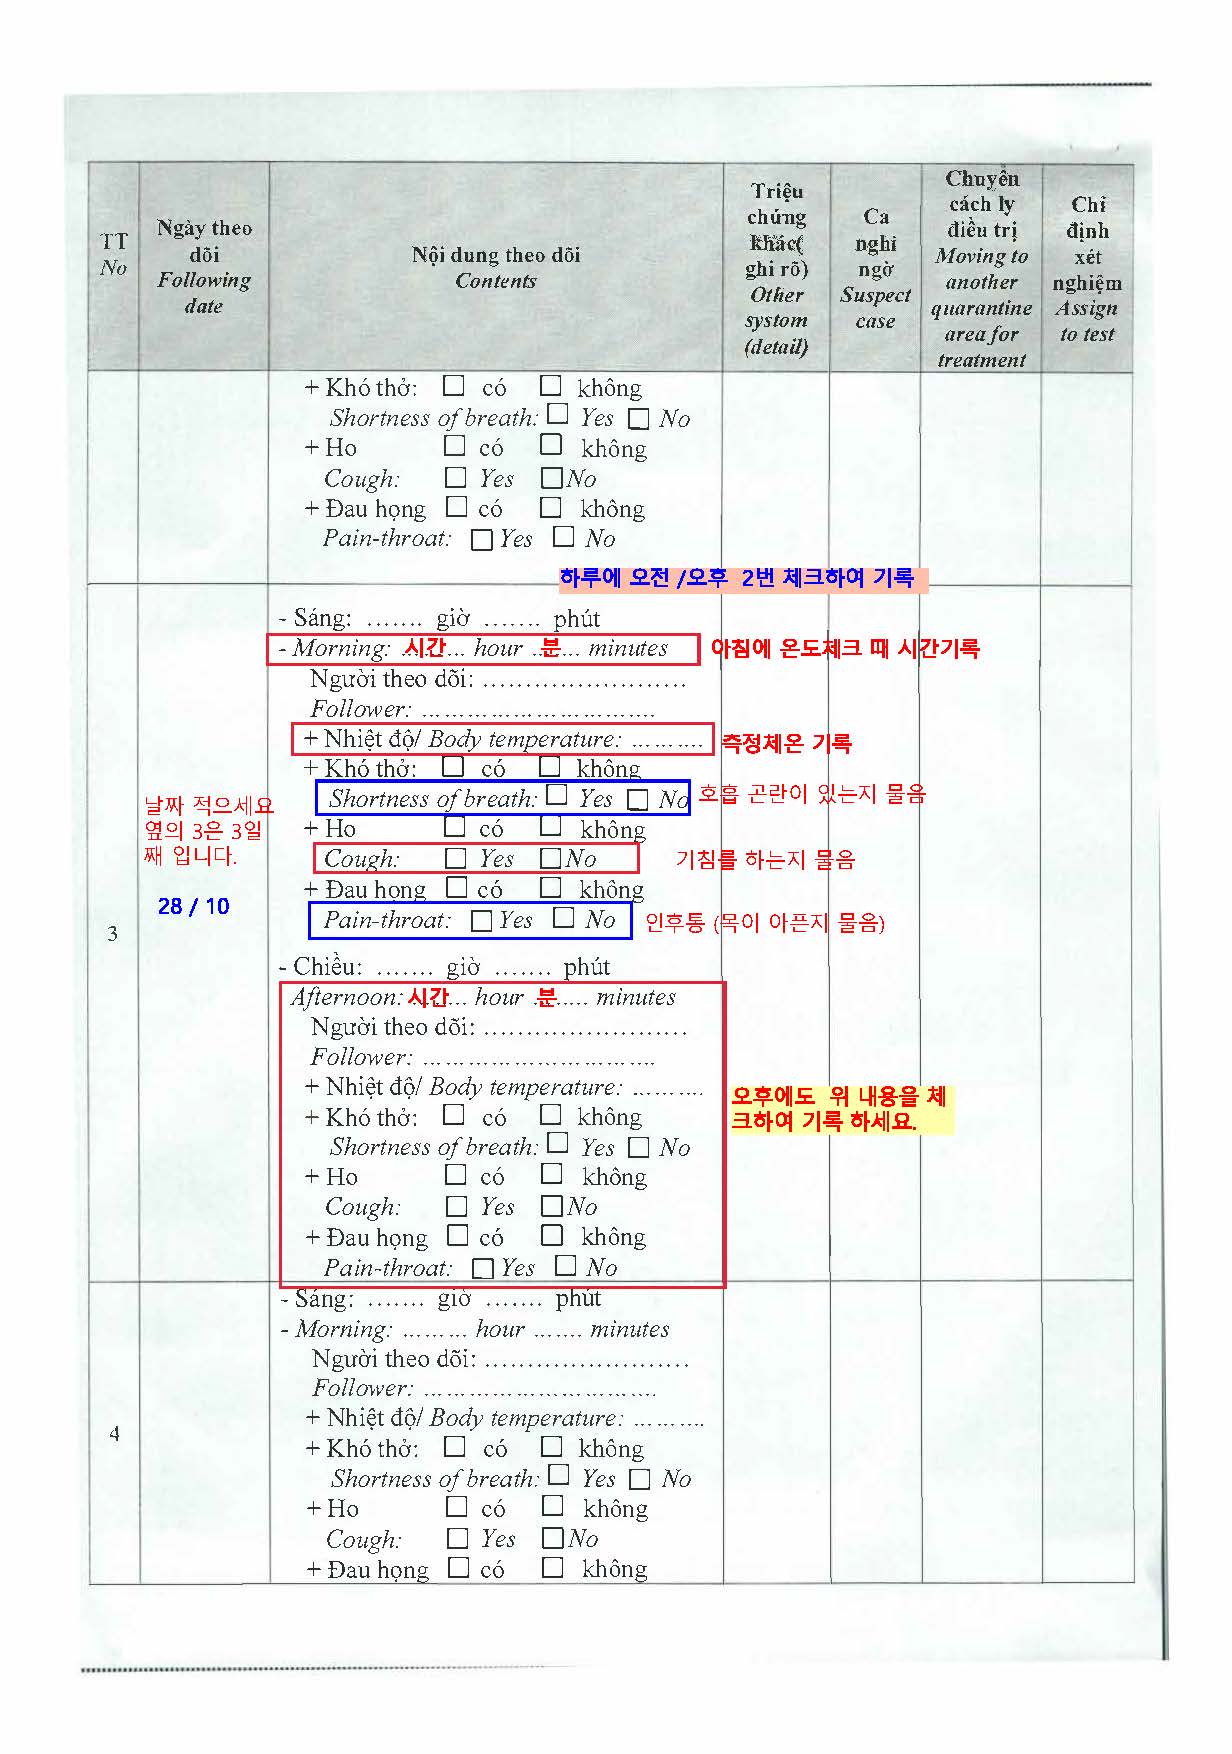 TT
No
Ngày theo
dõi
Following
date
Nội dung theo dõi
Contents
Triệu
chứng
khác(
ghi rõ)
Other
systom
(detail)
Ca
nghi
ngờ
Suspect
case
Chuyển
cách ly
điều trị
Moving to
another
quarantine
area for
treatment
Chỉ
định
xét
nghiệm
Assign
to test
+ Khó thở: ☐ có ☐ không
Shortness of breath: ☐ Yes ☐ No
+ Ho ☐ có ☐ không
Cough: ☐ Yes ☐ No
+ Đau họng ☐ có ☐ không
Pain-throat: ☐ Yes ☐ No
하루에 오전 /오후 2번 체크하여 기록
- Sáng: ....... giờ ....... phút
- Morning: 시간... hour ..분... minutes 아침에 온도체크 때 시간기록
Người theo dõi: ........................
Follower: ..............................
+ Nhiệt độ/ Body temperature: .......... 측정체온 기록
+ Khó thở: ☐ có ☐ không
Shortness of breath: ☐ Yes ☐ No 호흡 곤란이 있는지 물음
날짜 적으세요
옆의 3은 3일
째 입니다.
28 / 10
3
+ Ho ☐ có ☐ không
Cough: ☐ Yes ☐ No 기침를 하는지 물음
+ Đau họng ☐ có ☐ không
Pain-throat: ☐ Yes ☐ No 인후통 (목이 아픈지 물음)
- Chiều: ....... giờ ....... phút
Afternoon: 시간... hour ..분..... minutes
Người theo dõi: ........................
Follower: ..............................
+ Nhiệt độ/ Body temperature: ..........
오후에도 위 내용을 체
크하여 기록 하세요.
+ Khó thở: ☐ có ☐ không
Shortness of breath: ☐ Yes ☐ No
+ Ho ☐ có ☐ không
Cough: ☐ Yes ☐ No
+ Đau họng ☐ có ☐ không
Pain-throat: ☐ Yes ☐ No
4
- Sáng: ....... giờ ....... phút
- Morning: ......... hour ....... minutes
Người theo dõi: ........................
Follower: ..............................
+ Nhiệt độ/ Body temperature: ..........
+ Khó thở: ☐ có ☐ không
Shortness of breath: ☐ Yes ☐ No
+ Ho ☐ có ☐ không
Cough: ☐ Yes ☐ No
+ Đau họng ☐ có ☐ không